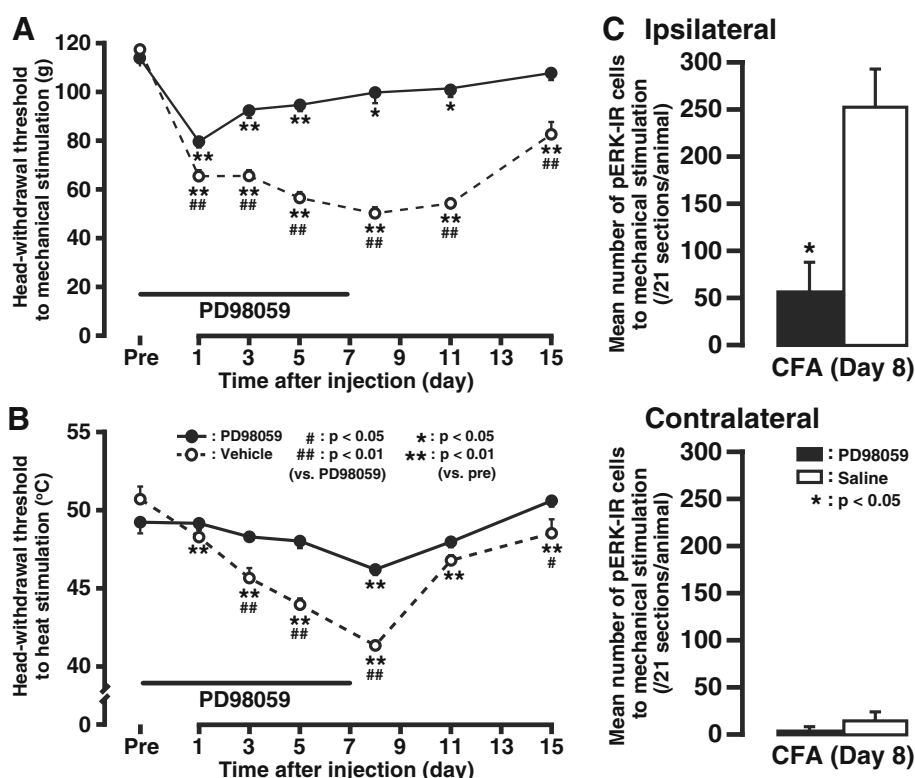 A
Head-withdrawal threshold
to mechanical stimulation (g)
120
100
80
60
40
20
0
** ** ** * *
** ** ** ** ** **
## ## ## ## ## ##
PD98059
Pre 1 3 5 7 9 11 13 15
Time after injection (day)
B
Head-withdrawal threshold
to heat stimulation (°C)
55
50
45
40
0
: PD98059
: Vehicle
# : p < 0.05
## : p < 0.01
(vs. PD98059)
* : p < 0.05
** : p < 0.01
(vs. pre)
** ** ** ** ** ** **
## ## ## #
PD98059
Pre 1 3 5 7 9 11 13 15
Time after injection (day)
C Ipsilateral
Mean number of pERK-IR cells
to mechanical stimulation
(/21 sections/animal)
300
250
200
150
100
50
0
*
CFA (Day 8)
Contralateral
Mean number of pERK-IR cells
to mechanical stimulation
(/21 sections/animal)
300
250
200
150
100
50
0
: PD98059
: Saline
* : p < 0.05
CFA (Day 8)